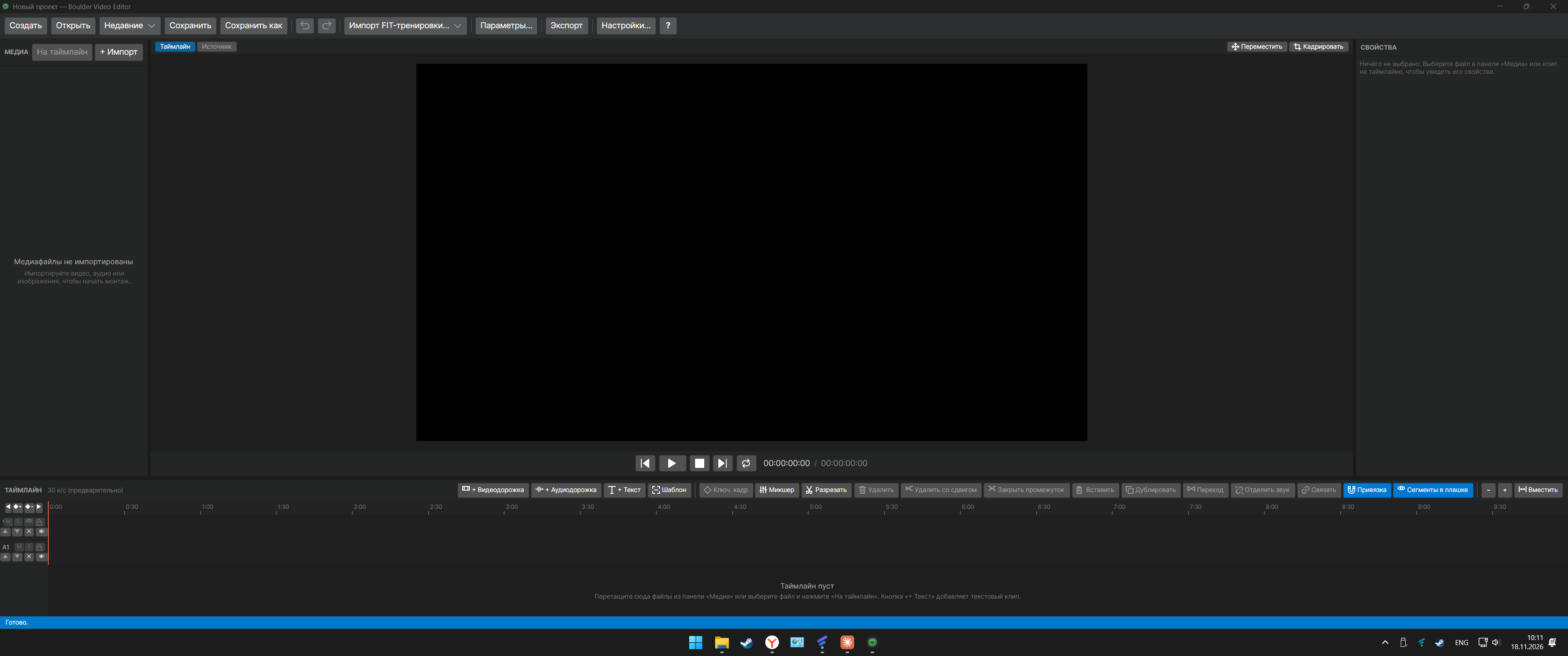 Новый проект — Boulder Video Editor
Создать Открыть Недавние Сохранить Сохранить как Импорт FIT-тренировки... Параметры... Экспорт Настройки... ?
МЕДИА На таймлайн + Импорт Таймлайн Источник Переместить Кадрировать СВОЙСТВА
Ничего не выбрано. Выберите файл в панели «Медиа» или клип
на таймлайне, чтобы увидеть его свойства.
Медиафайлы не импортированы
Импортируйте видео, аудио или
изображения, чтобы начать монтаж.
00:00:00:00 / 00:00:00:00
ТАЙМЛАЙН 30 к/с (предварительно) + Видеодорожка + Аудиодорожка + Текст Шаблон Ключ. кадр Микшер Разрезать Удалить Удалить со сдвигом Закрыть промежуток Вставить Дублировать Переход Отделить звук Связать Привязка Сегменты в плашке - + Вместить
0:00 0:30 1:00 1:30 2:00 2:30 3:00 3:30 4:00 4:30 5:00 5:30 6:00 6:30 7:00 7:30 8:00 8:30 9:00 9:30
A1
Таймлайн пуст
Перетащите сюда файлы из панели «Медиа» или выберите файл и нажмите «На таймлайн». Кнопка «+ Текст» добавляет текстовый клип.
Готово.
ENG 10:11
18.11.2026